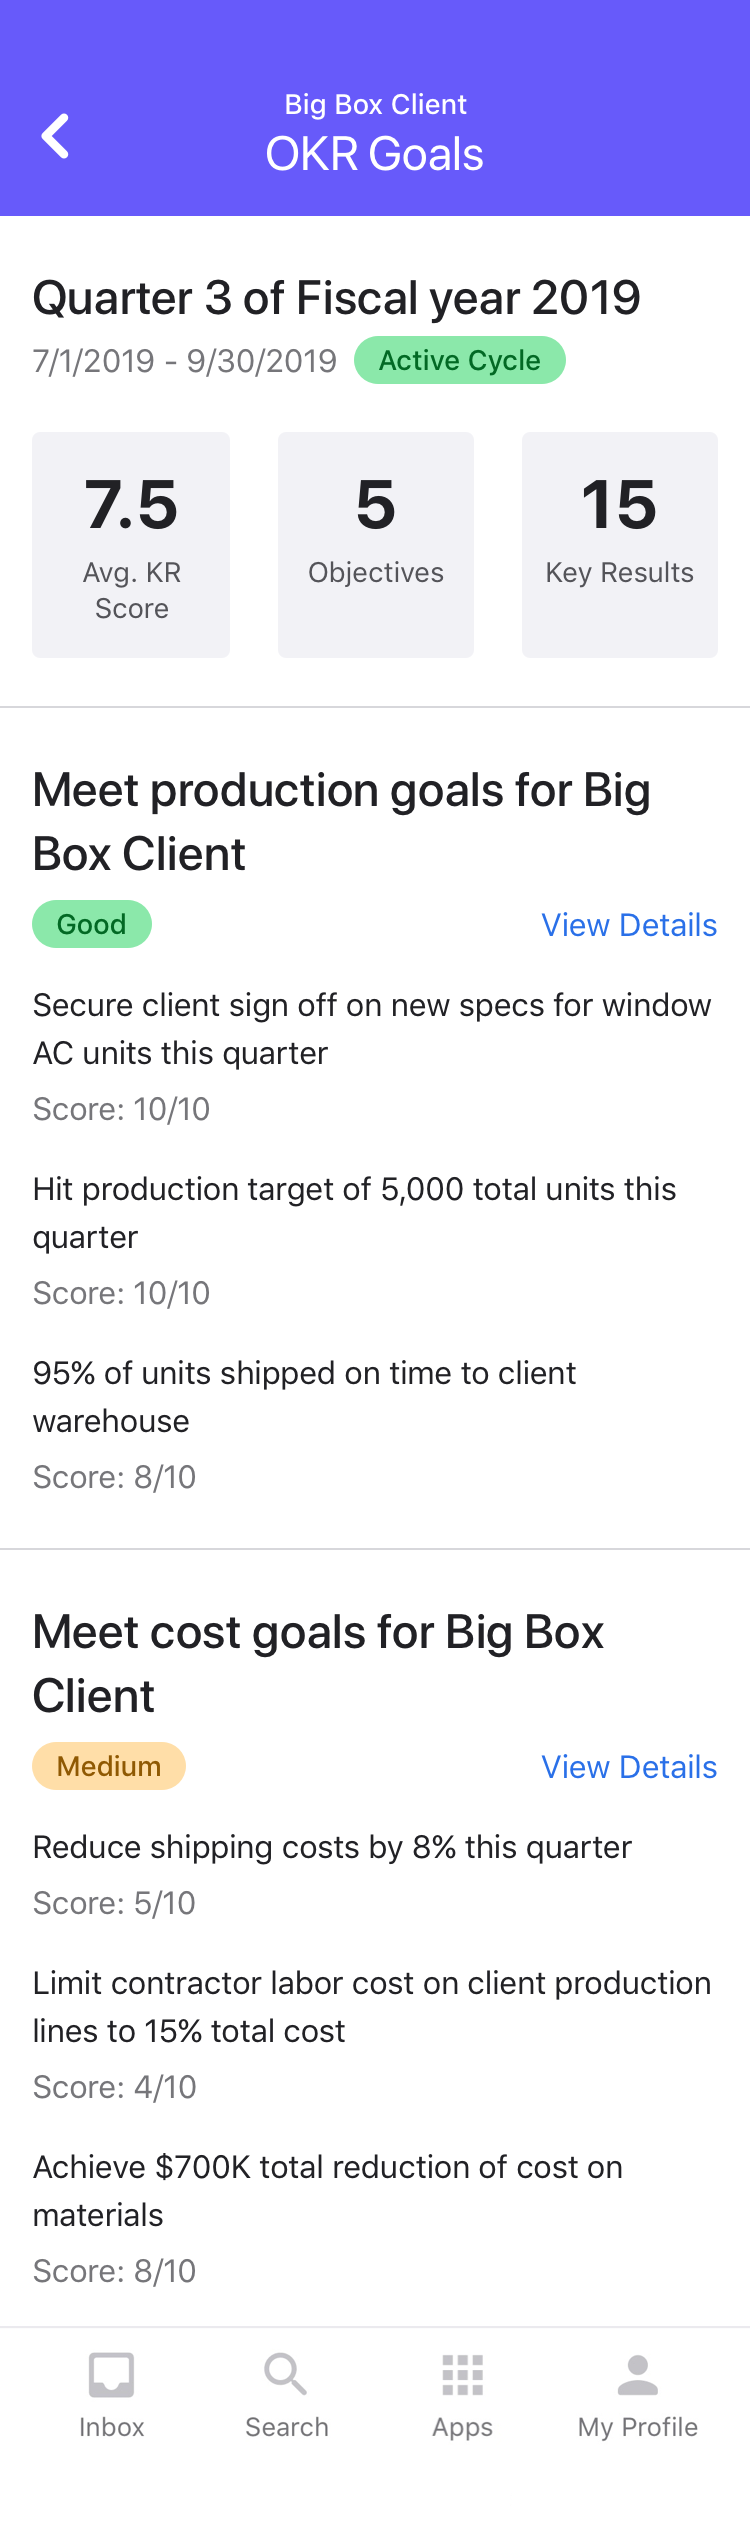 Big Box Client
OKR Goals
Quarter 3 of Fiscal year 2019
7/1/2019 - 9/30/2019 Active Cycle
7.5
Avg. KR
Score
5
Objectives
15
Key Results
Meet production goals for Big
Box Client
Good View Details
Secure client sign off on new specs for window
AC units this quarter
Score: 10/10
Hit production target of 5,000 total units this
quarter
Score: 10/10
95% of units shipped on time to client
warehouse
Score: 8/10
Meet cost goals for Big Box
Client
Medium View Details
Reduce shipping costs by 8% this quarter
Score: 5/10
Limit contractor labor cost on client production
lines to 15% total cost
Score: 4/10
Achieve $700K total reduction of cost on
materials
Score: 8/10
Inbox Search Apps My Profile